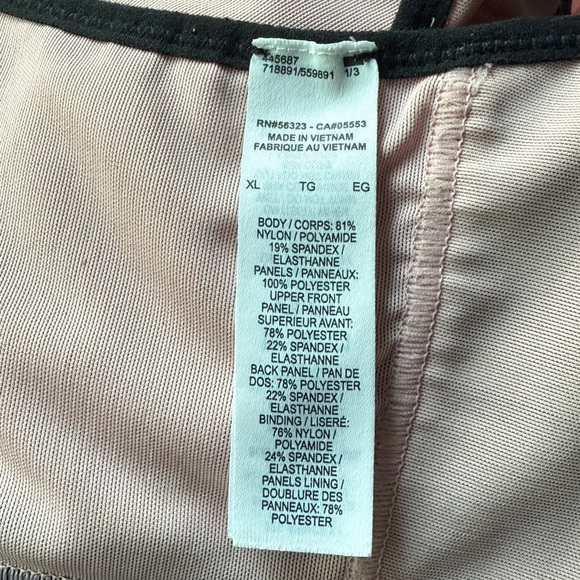 445687
718891/559891 1/3
RN#56323 - CA#05553
MADE IN VIETNAM
FABRIQUE AU VIETNAM
XL TG EG
BODY / CORPS: 81%
NYLON / POLYAMIDE
19% SPANDEX /
ELASTHANNE
PANELS / PANNEAUX:
100% POLYESTER
UPPER FRONT
PANEL / PANNEAU
SUPERIEUR AVANT:
78% POLYESTER
22% SPANDEX /
ELASTHANNE
BACK PANEL / PAN DE
DOS: 78% POLYESTER
22% SPANDEX /
ELASTHANNE
BINDING / LISERÉ:
76% NYLON /
POLYAMIDE
24% SPANDEX /
ELASTHANNE
PANELS LINING /
DOUBLURE DES
PANNEAUX: 78%
POLYESTER